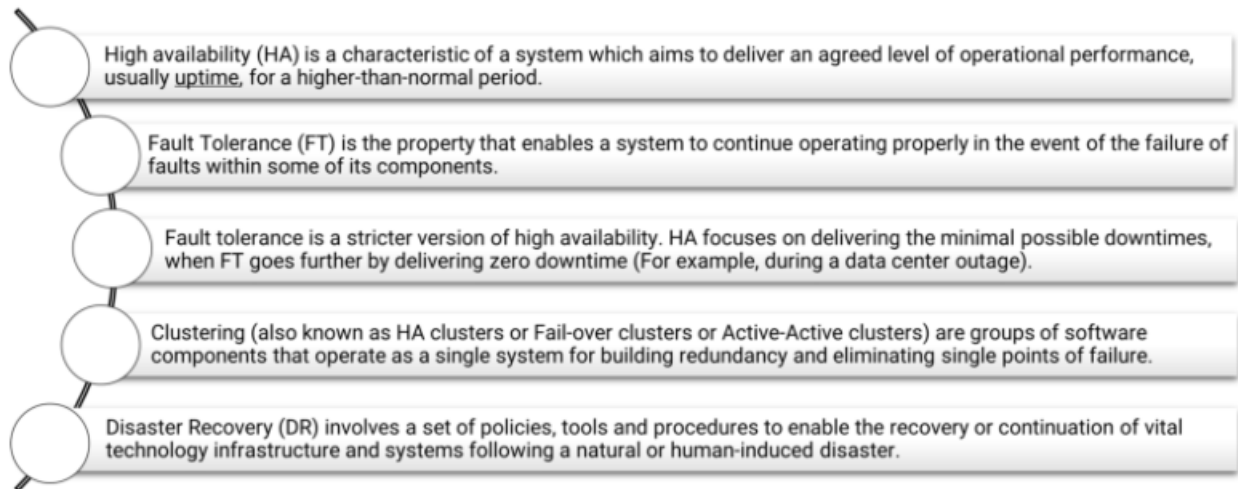 High availability (HA) is a characteristic of a system which aims to deliver an agreed level of operational performance,
usually uptime, for a higher-than-normal period.
Fault Tolerance (FT) is the property that enables a system to continue operating properly in the event of the failure of
faults within some of its components.
Fault tolerance is a stricter version of high availability. HA focuses on delivering the minimal possible downtimes,
when FT goes further by delivering zero downtime (For example, during a data center outage).
Clustering (also known as HA clusters or Fail-over clusters or Active-Active clusters) are groups of software
components that operate as a single system for building redundancy and eliminating single points of failure.
Disaster Recovery (DR) involves a set of policies, tools and procedures to enable the recovery or continuation of vital
technology infrastructure and systems following a natural or human-induced disaster.